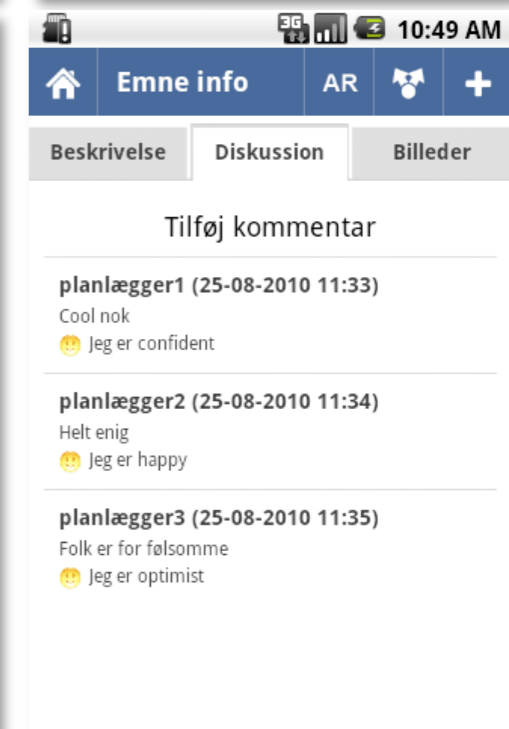 3G
10:49 AM
Emne info
AR
Beskrivelse
Diskussion
Billeder
Tilføj kommentar
planlægger1 (25-08-2010 11:33)
Cool nok
Jeg er confident
planlægger2 (25-08-2010 11:34)
Helt enig
Jeg er happy
planlægger3 (25-08-2010 11:35)
Folk er for følsomme
Jeg er optimist